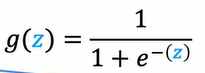 g(z) = 1 / (1 + e^{-(z)})